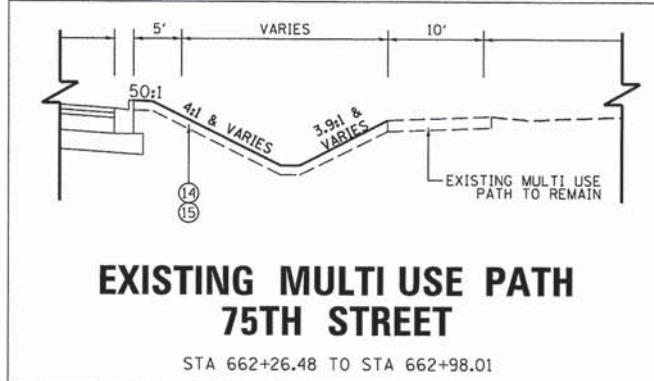 5' VARIES 10'
50:1
4:1 & VARIES
3.9:1 &
VARIES
14
15
EXISTING MULTI USE
PATH TO REMAIN
EXISTING MULTI USE PATH
75TH STREET
STA 662+26.48 TO STA 662+98.01